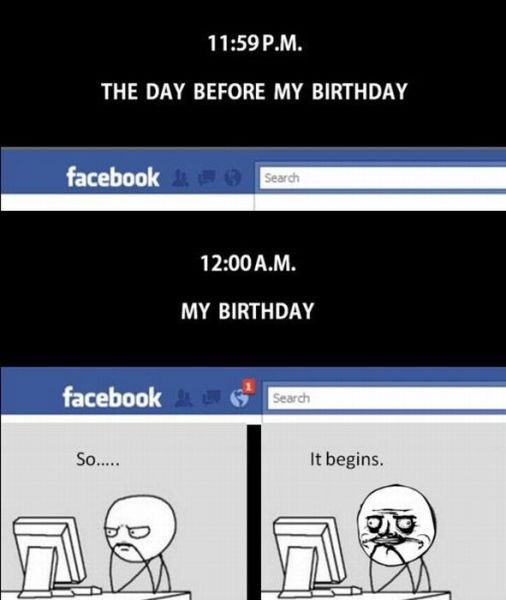 11:59 P.M.
THE DAY BEFORE MY BIRTHDAY
facebook Search
12:00 A.M.
MY BIRTHDAY
facebook 1 Search
So.....
It begins.